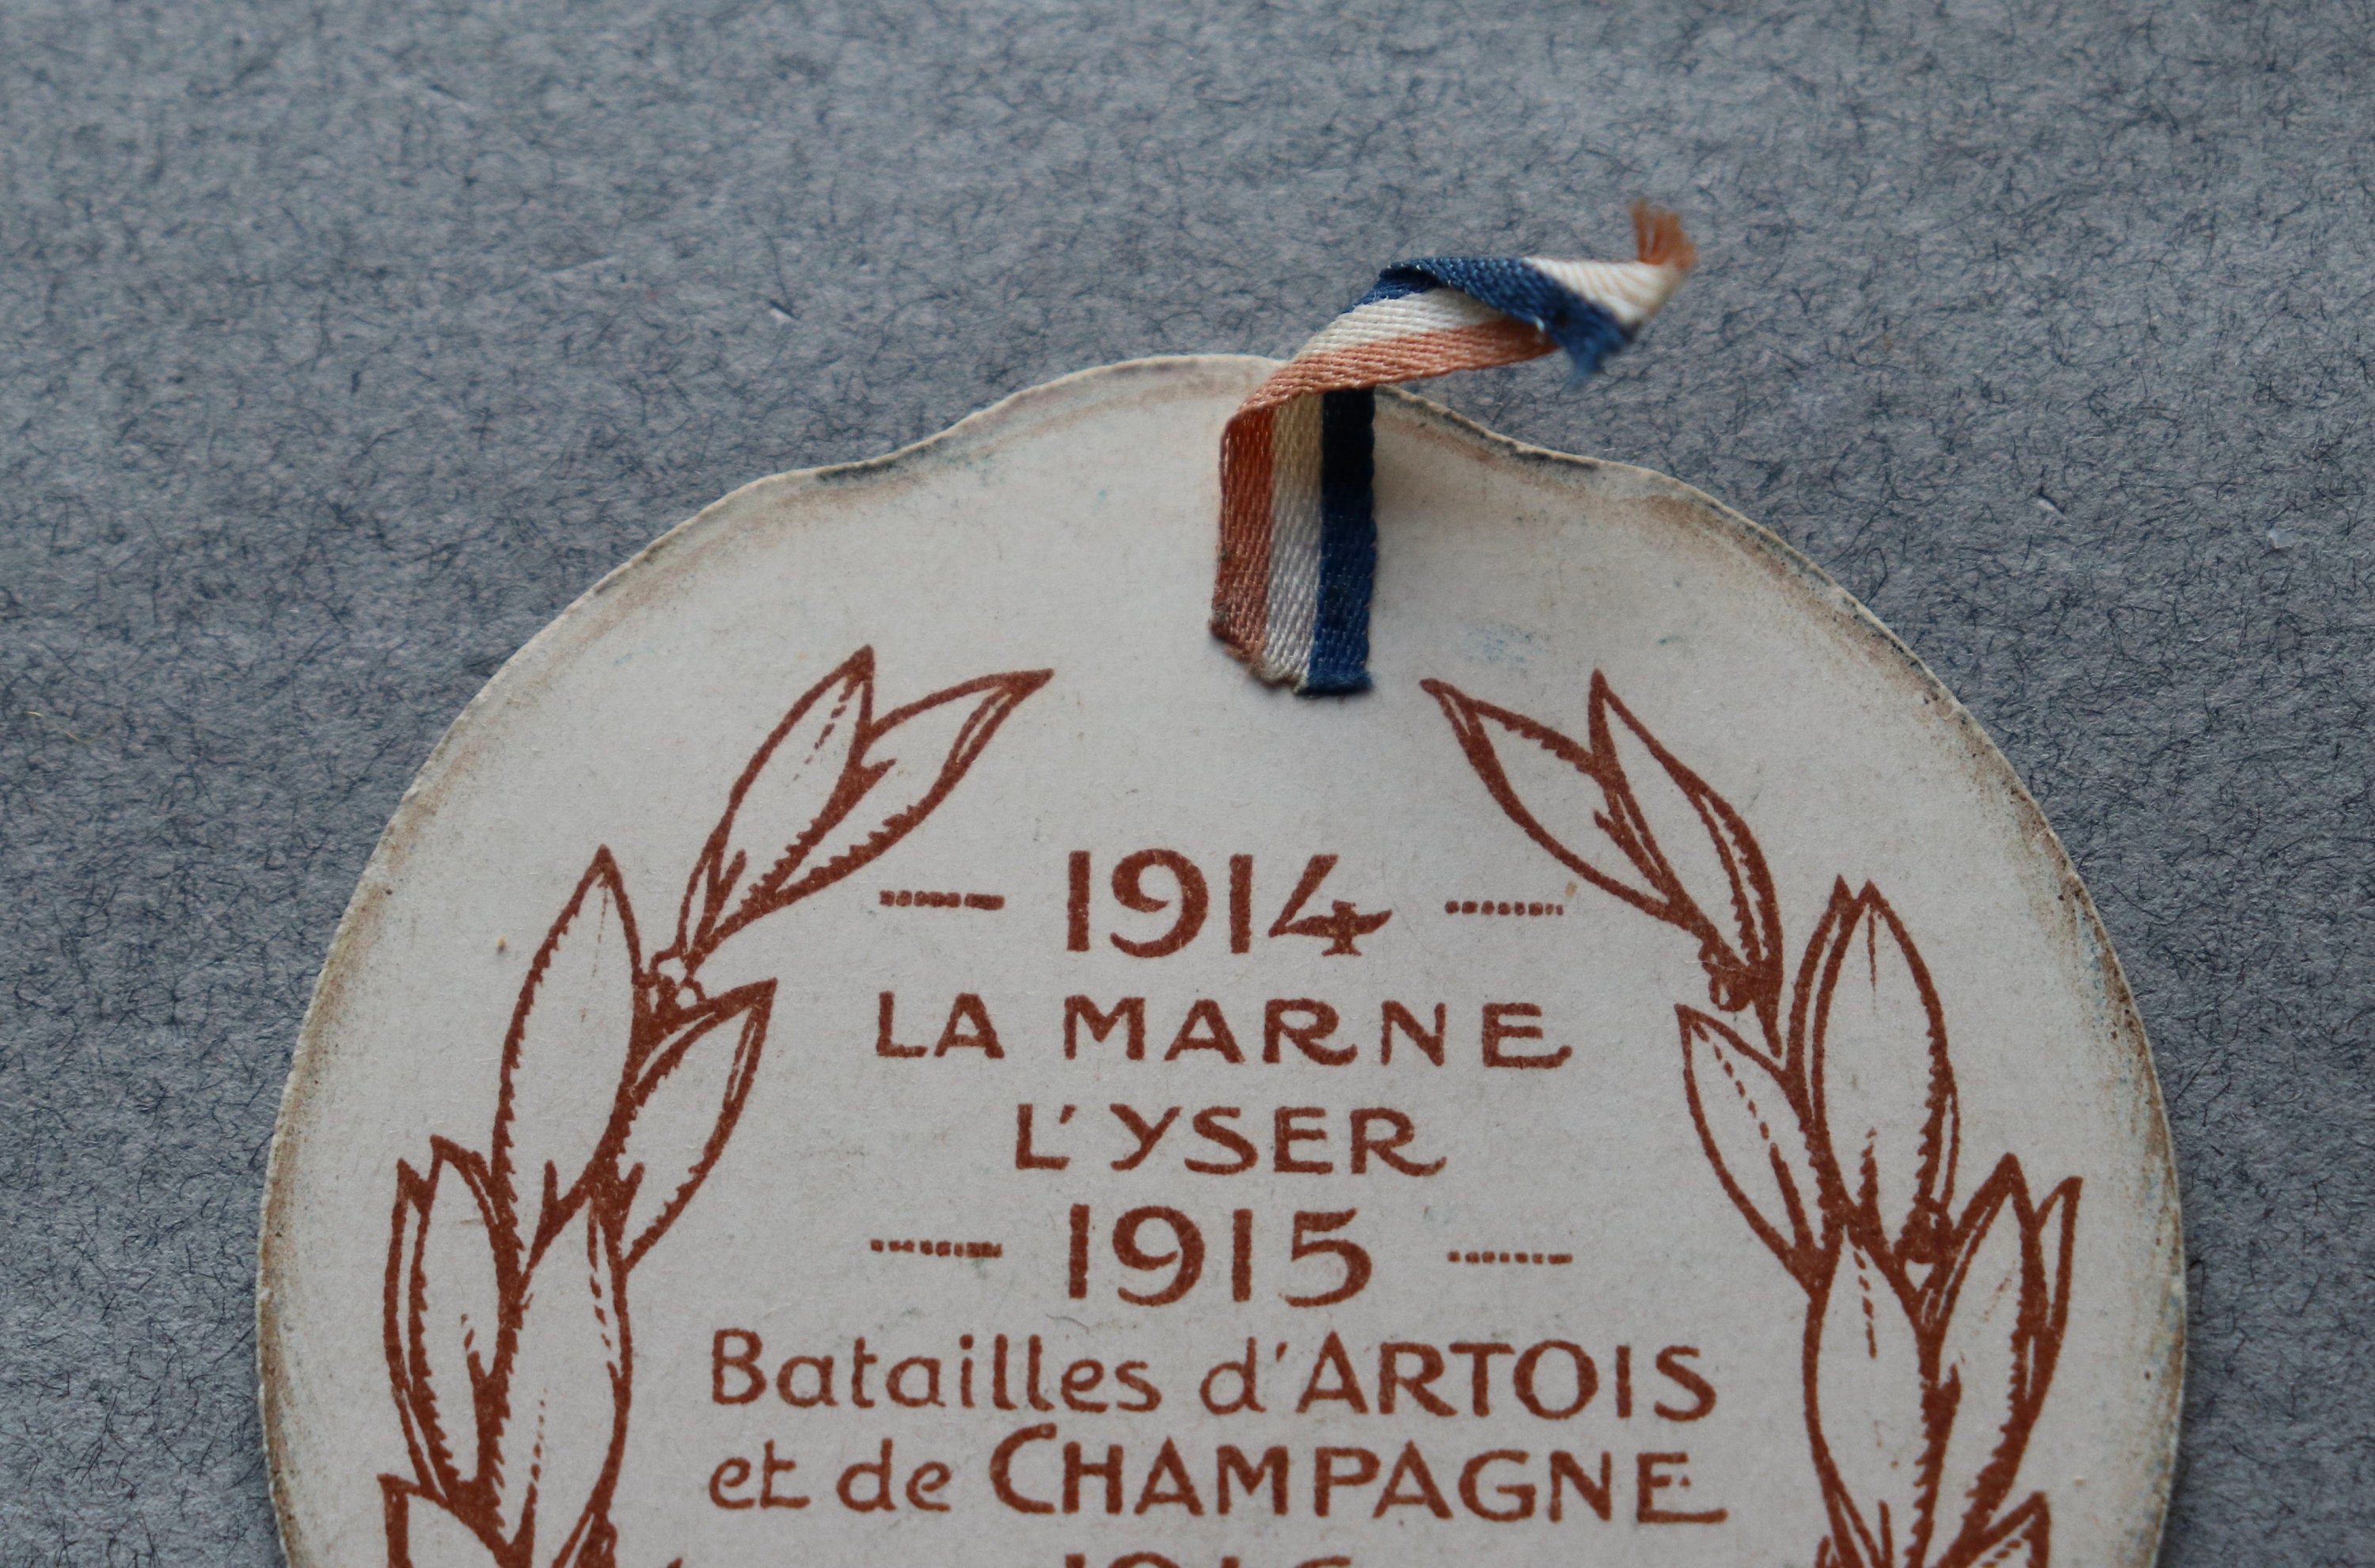 1914
LA MARNE
L'YSER
1915
Batailles d'ARTOIS
et de CHAMPAGNE